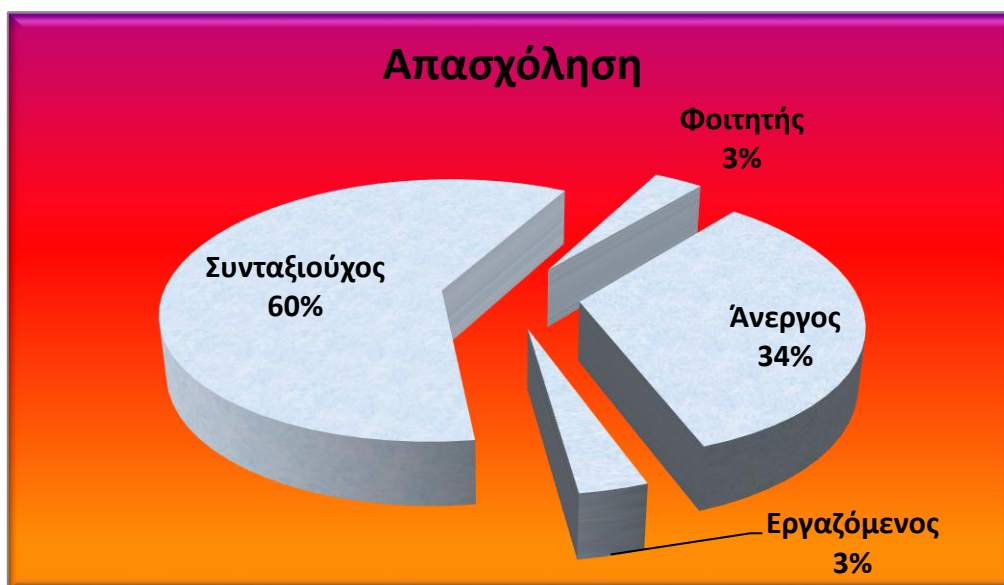 Απασχόληση
Φοιτητής
3%
Συνταξιούχος
60%
Άνεργος
34%
Εργαζόμενος
3%